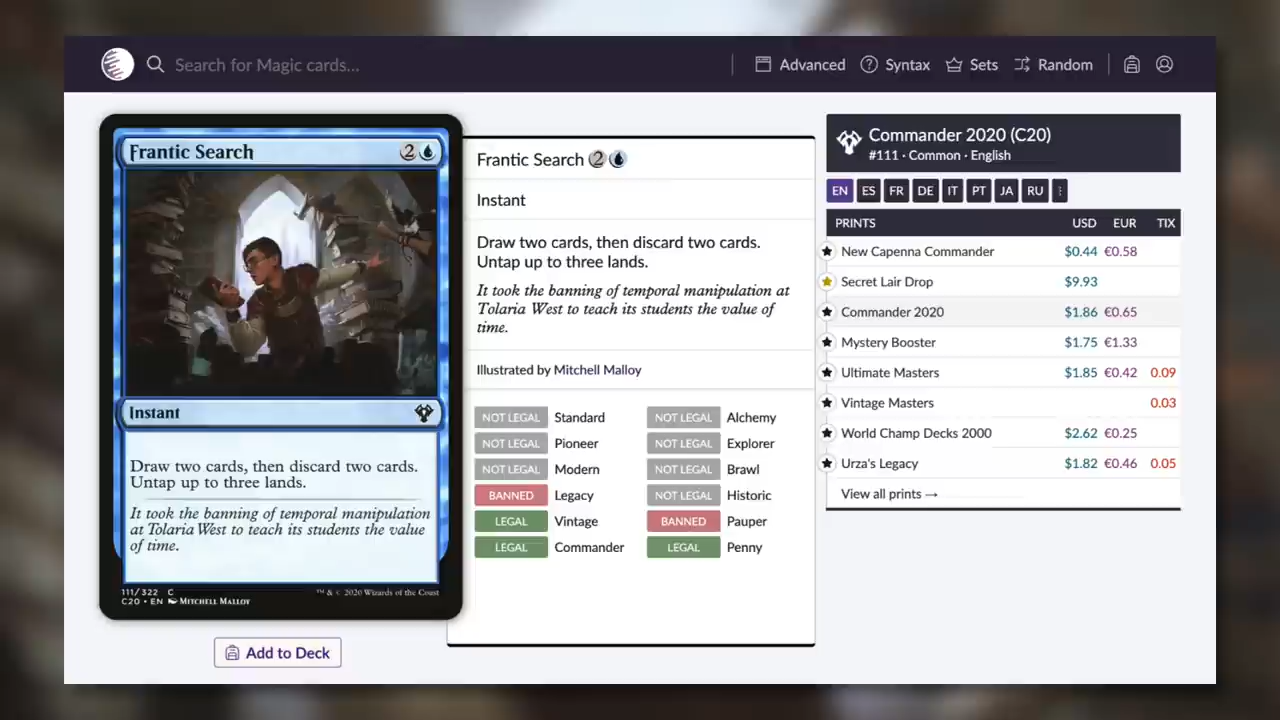 Search for Magic cards...
Advanced
Syntax
Sets
Random
Frantic Search 2
Instant
Draw two cards, then discard two cards.
Untap up to three lands.
It took the banning of temporal manipulation
at Tolaria West to teach its students the value
of time.
111/322 C
C20 • EN MITCHELL MALLOY
™ & © 2020 Wizards of the Coast
Add to Deck
Frantic Search 2
Instant
Draw two cards, then discard two cards.
Untap up to three lands.
It took the banning of temporal manipulation at
Tolaria West to teach its students the value of
time.
Illustrated by Mitchell Malloy
NOT LEGAL Standard NOT LEGAL Alchemy
NOT LEGAL Pioneer NOT LEGAL Explorer
NOT LEGAL Modern NOT LEGAL Brawl
BANNED Legacy NOT LEGAL Historic
LEGAL Vintage BANNED Pauper
LEGAL Commander LEGAL Penny
Commander 2020 (C20)
#111 · Common · English
EN ES FR DE IT PT JA RU
PRINTS USD EUR TIX
New Capenna Commander $0.44 €0.58
Secret Lair Drop $9.93
Commander 2020 $1.86 €0.65
Mystery Booster $1.75 €1.33
Ultimate Masters $1.85 €0.42 0.09
Vintage Masters 0.03
World Champ Decks 2000 $2.62 €0.25
Urza's Legacy $1.82 €0.46 0.05
View all prints →